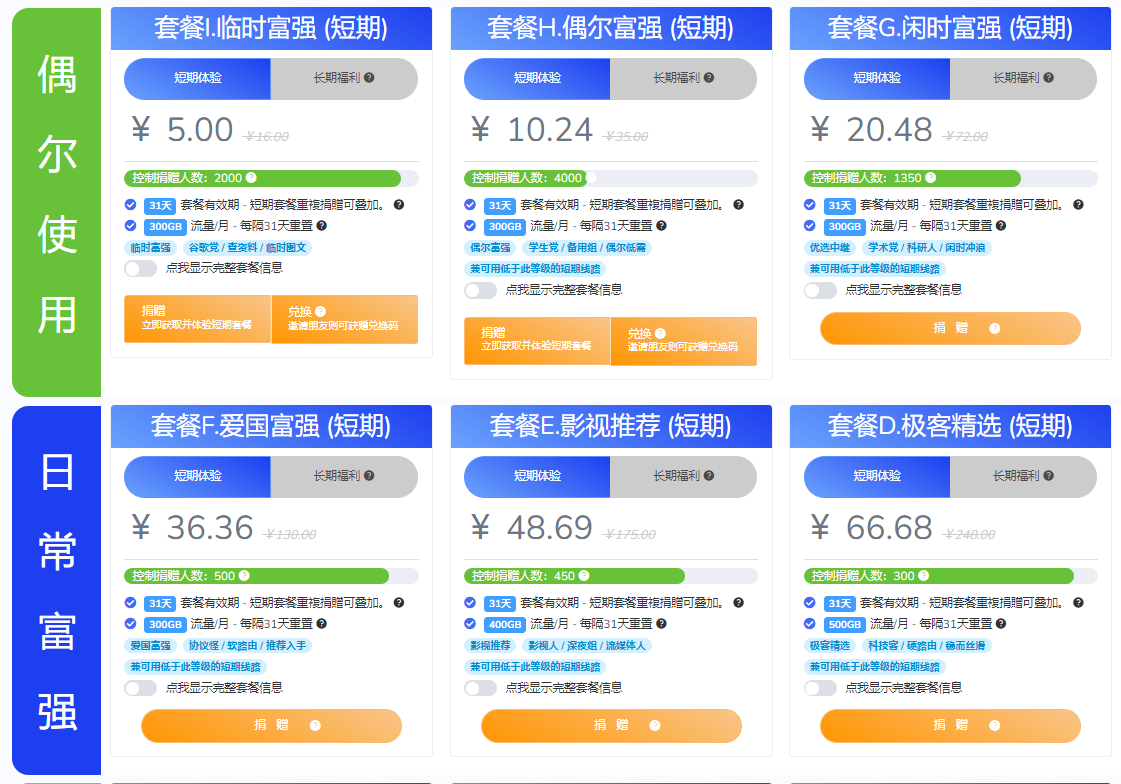 偶
尔
使
用
套餐I.临时富强 (短期)
短期体验
长期福利
¥ 5.00 ¥16.00
控制捐赠人数：2000
31天 套餐有效期 - 短期套餐重複捐贈可叠加。
300GB 流量/月 - 每隔31天重置
临时富强 谷歌党 / 查资料 / 临时图文
点我显示完整套餐信息
捐赠
立即获取并体验短期套餐
兑换
邀请朋友则可获赠兑换码
套餐H.偶尔富强 (短期)
短期体验
长期福利
¥ 10.24 ¥35.00
控制捐赠人数：4000
31天 套餐有效期 - 短期套餐重複捐贈可叠加。
300GB 流量/月 - 每隔31天重置
偶尔富强 学生党 / 备用组 / 偶尔低需
兼可用低于此等级的短期线路
点我显示完整套餐信息
捐赠
立即获取并体验短期套餐
兑换
邀请朋友则可获赠兑换码
套餐G.闲时富强 (短期)
短期体验
长期福利
¥ 20.48 ¥72.00
控制捐赠人数：1350
31天 套餐有效期 - 短期套餐重複捐贈可叠加。
300GB 流量/月 - 每隔31天重置
优选中继 学术党 / 科研人 / 闲时冲浪
兼可用低于此等级的短期线路
点我显示完整套餐信息
捐 赠
日
常
富
强
套餐F.爱国富强 (短期)
短期体验
长期福利
¥ 36.36 ¥130.00
控制捐赠人数：500
31天 套餐有效期 - 短期套餐重複捐贈可叠加。
300GB 流量/月 - 每隔31天重置
爱国富强 协议怪 / 软路由 / 推荐入手
兼可用低于此等级的短期线路
点我显示完整套餐信息
捐 赠
套餐E.影视推荐 (短期)
短期体验
长期福利
¥ 48.69 ¥175.00
控制捐赠人数：450
31天 套餐有效期 - 短期套餐重複捐贈可叠加。
400GB 流量/月 - 每隔31天重置
影视推荐 影视人 / 深夜组 / 流媒体人
兼可用低于此等级的短期线路
点我显示完整套餐信息
捐 赠
套餐D.极客精选 (短期)
短期体验
长期福利
¥ 66.68 ¥248.00
控制捐赠人数：300
31天 套餐有效期 - 短期套餐重複捐贈可叠加。
500GB 流量/月 - 每隔31天重置
极客精选 科技客 / 硬路由 / 稳而丝滑
兼可用低于此等级的短期线路
点我显示完整套餐信息
捐 赠